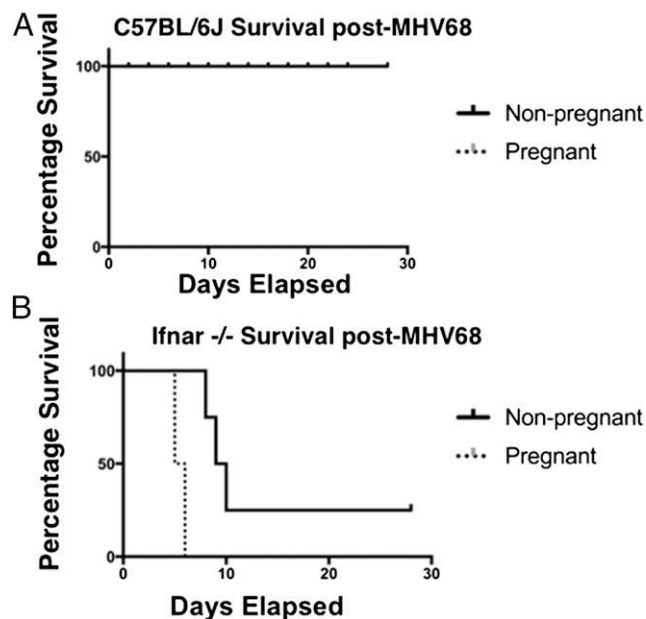 A
C57BL/6J Survival post-MHV68
Percentage Survival
100
50
0
0 10 20 30
Days Elapsed
Non-pregnant
Pregnant
B
Ifnar -/- Survival post-MHV68
Percentage Survival
100
50
0
0 10 20 30
Days Elapsed
Non-pregnant
Pregnant